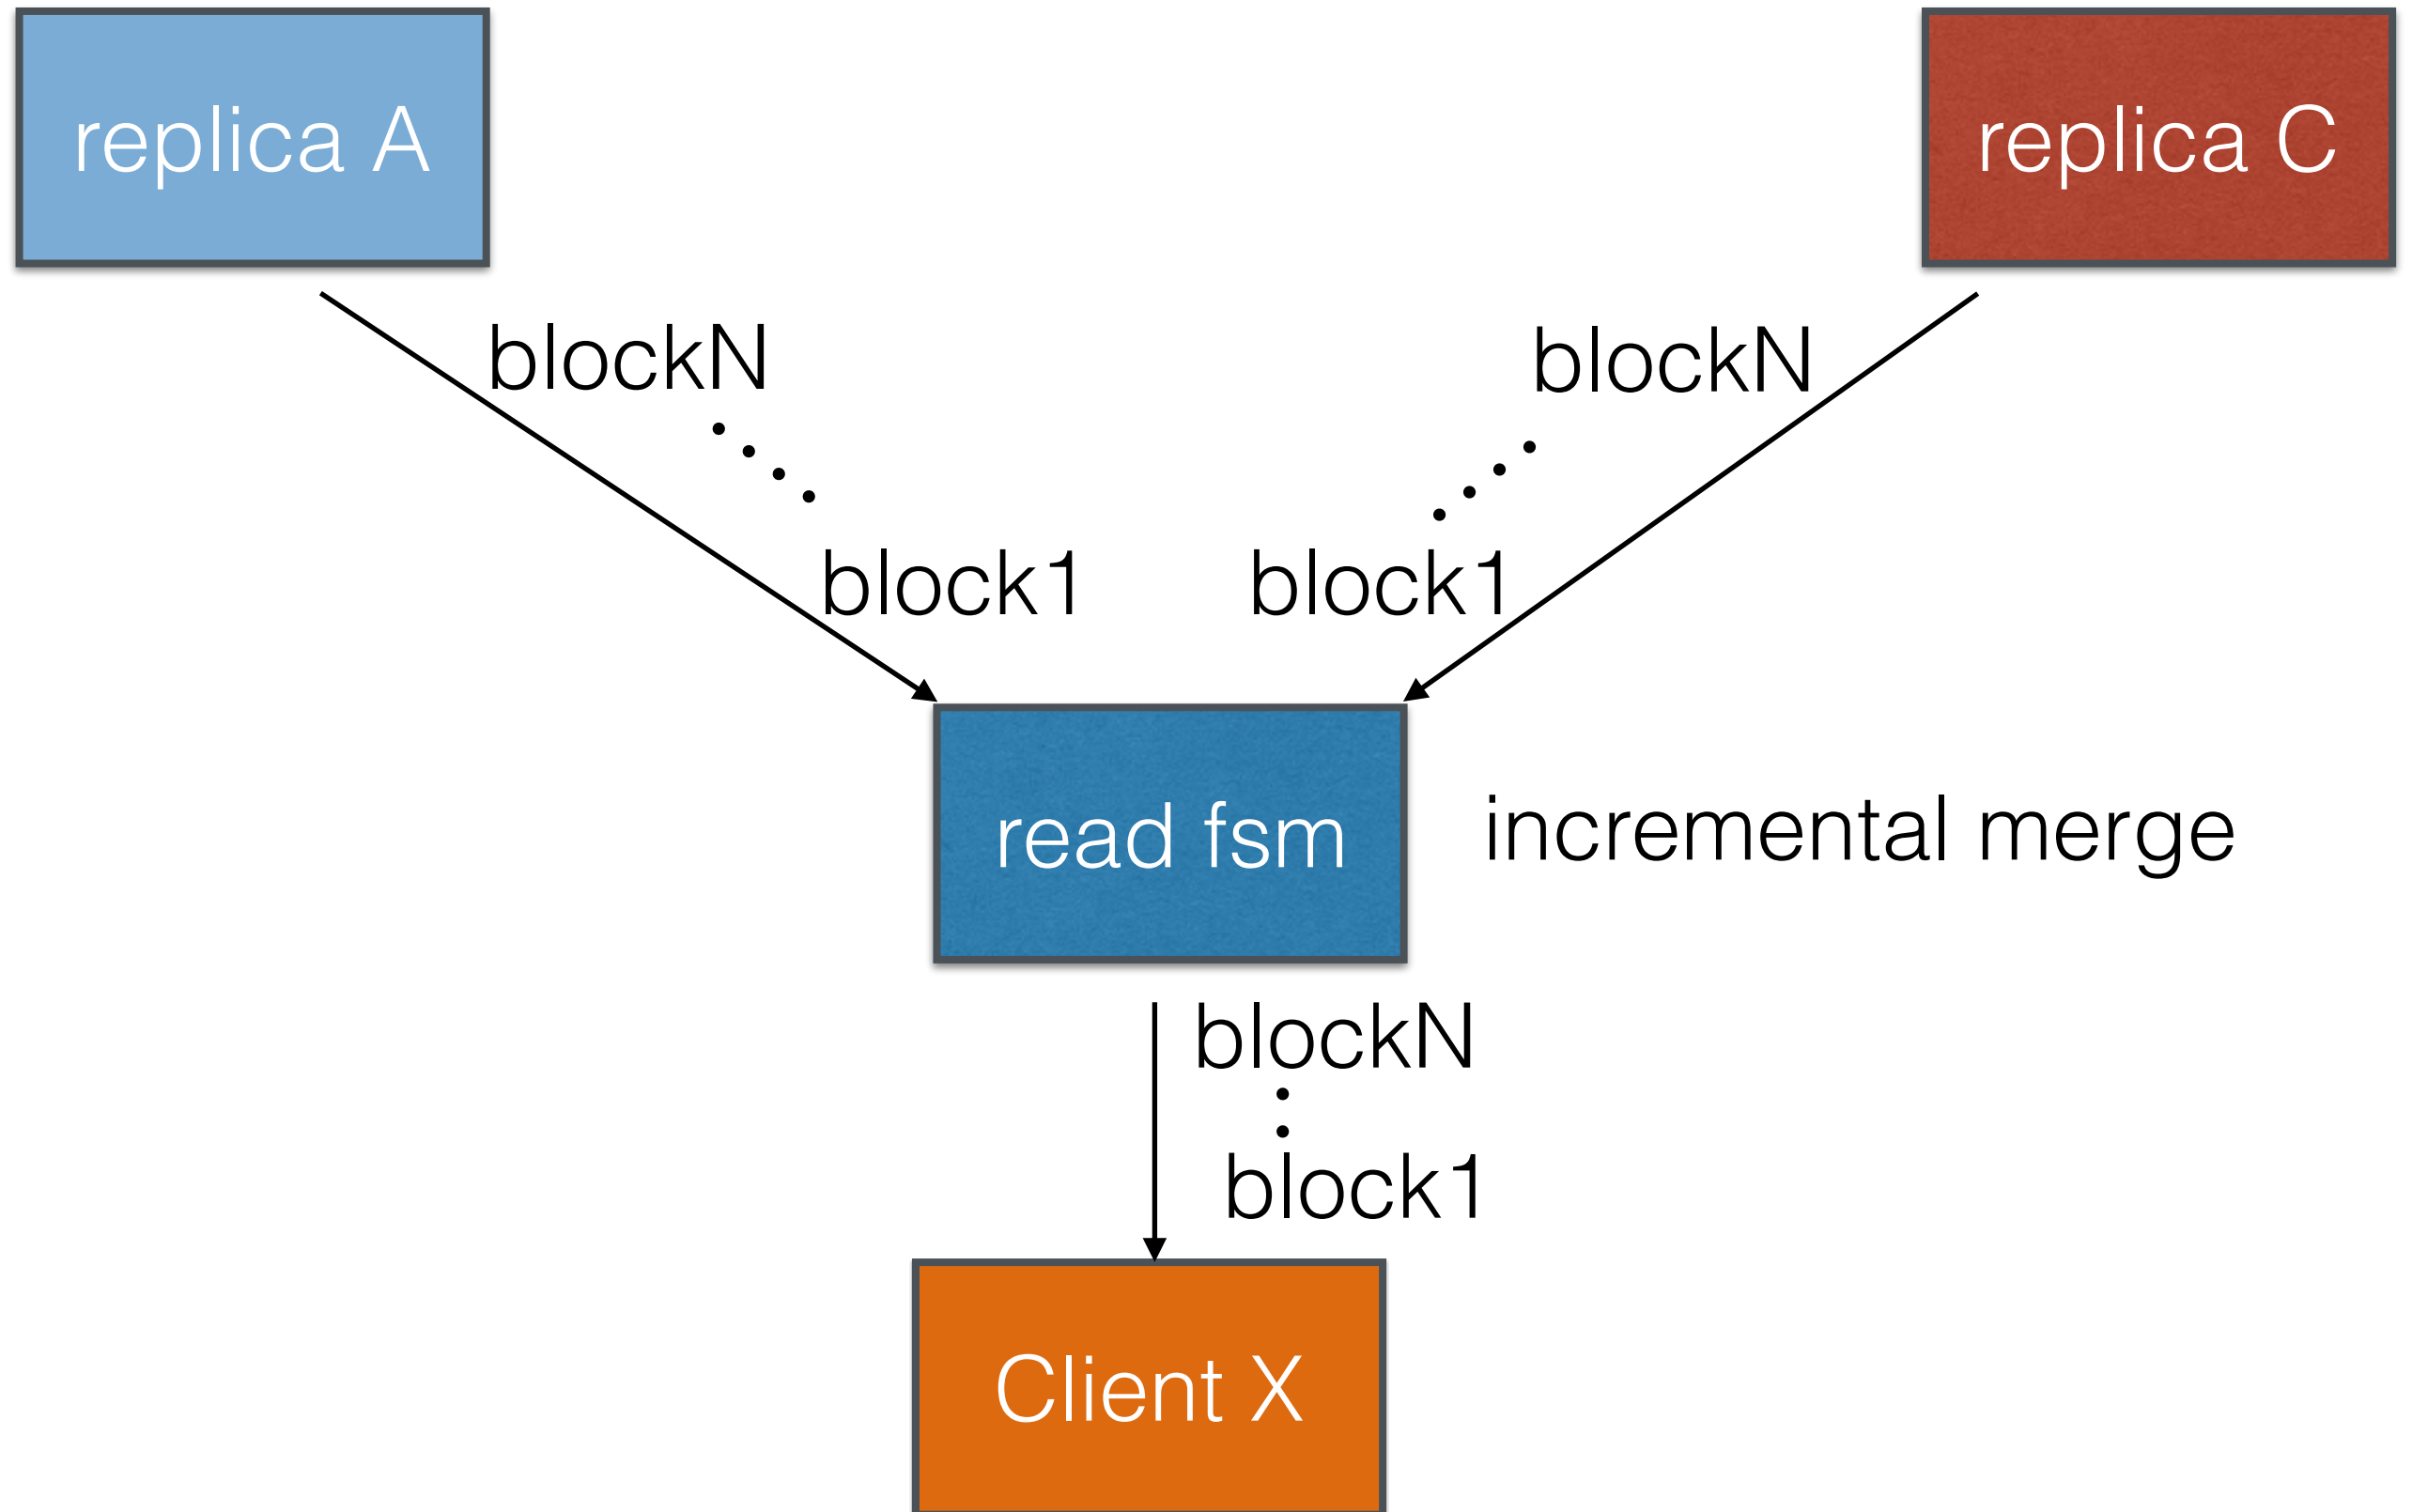 replica A
replica C
blockN
blockN
block1
block1
read fsm
incremental merge
blockN
block1
Client X